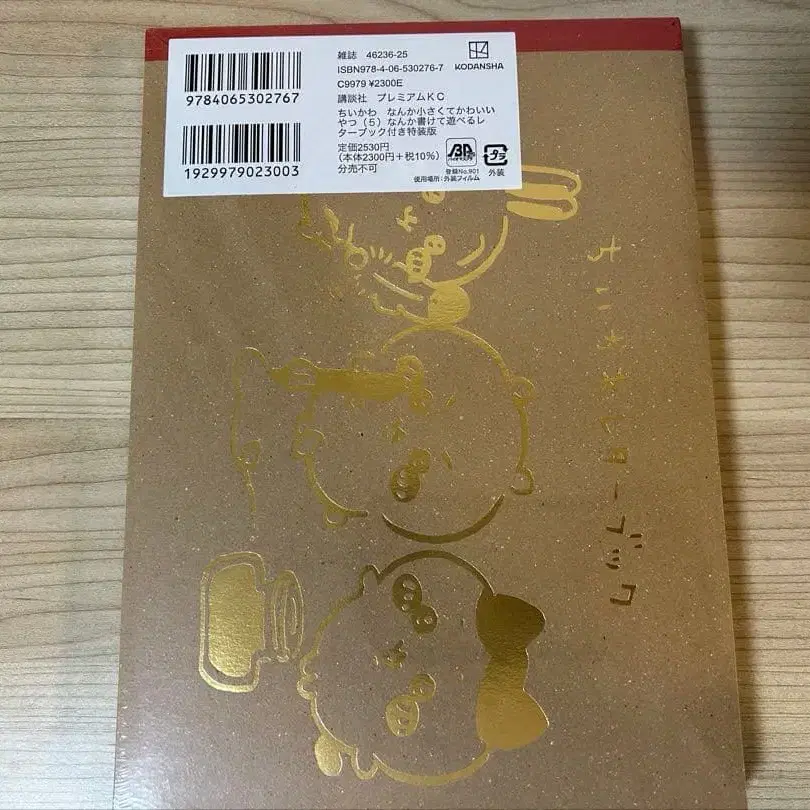 9784065302767
1929979023003
雑誌 46236-25
ISBN978-4-06-530276-7
C9979 ¥2300E
講談社 プレミアムKC
ちいかわ なんか小さくてかわいい
やつ（5）なんか書けて遊べるレ
ターブック付き特装版
定価2530円
（本体2300円＋税10%）
分売不可
KODANSHA
登録No.901
使用場所：外装フィルム
プラ
外装
ちいかわレターブック